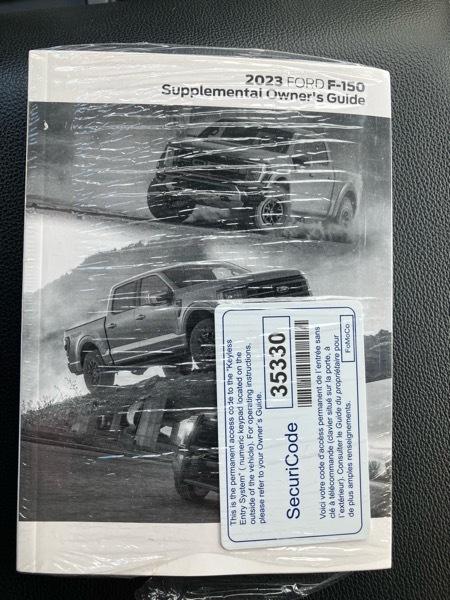 2023 FORD F-150
Supplemental Owner's Guide
This is the permanent access code to the "Keyless
Entry System" ( numeric keypad located on the
outside of the vehicle). For operating instructions,
please refer to your Owner's Guide.
35330
SecuriCode
Voici votre code d'accès permanent de l'entrée sans
clé à télécommande (clavier situé sur la porte, à
l'extérieur). Consulter le Guide du propriétaire pour
de plus amples renseignements.
FoMoCo